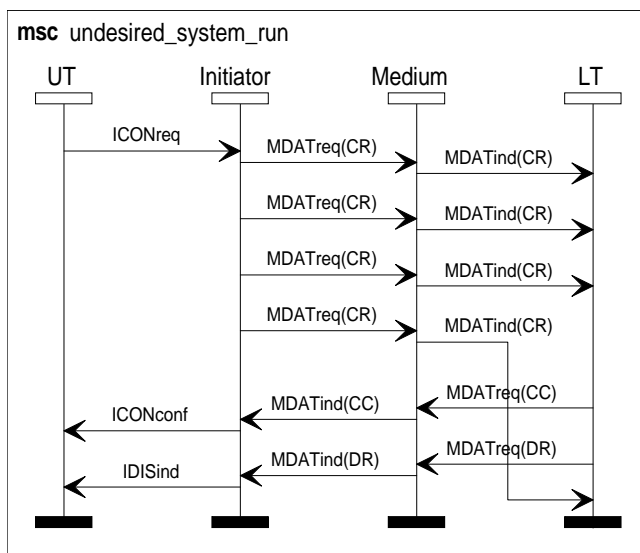 msc undesired_system_run
UT Initiator Medium LT
ICONreq
MDATreq(CR)
MDATind(CR)
MDATreq(CR)
MDATind(CR)
MDATreq(CR)
MDATind(CR)
MDATreq(CR)
MDATind(CR)
MDATreq(CC)
MDATind(CC)
ICONconf
MDATreq(DR)
MDATind(DR)
IDISind